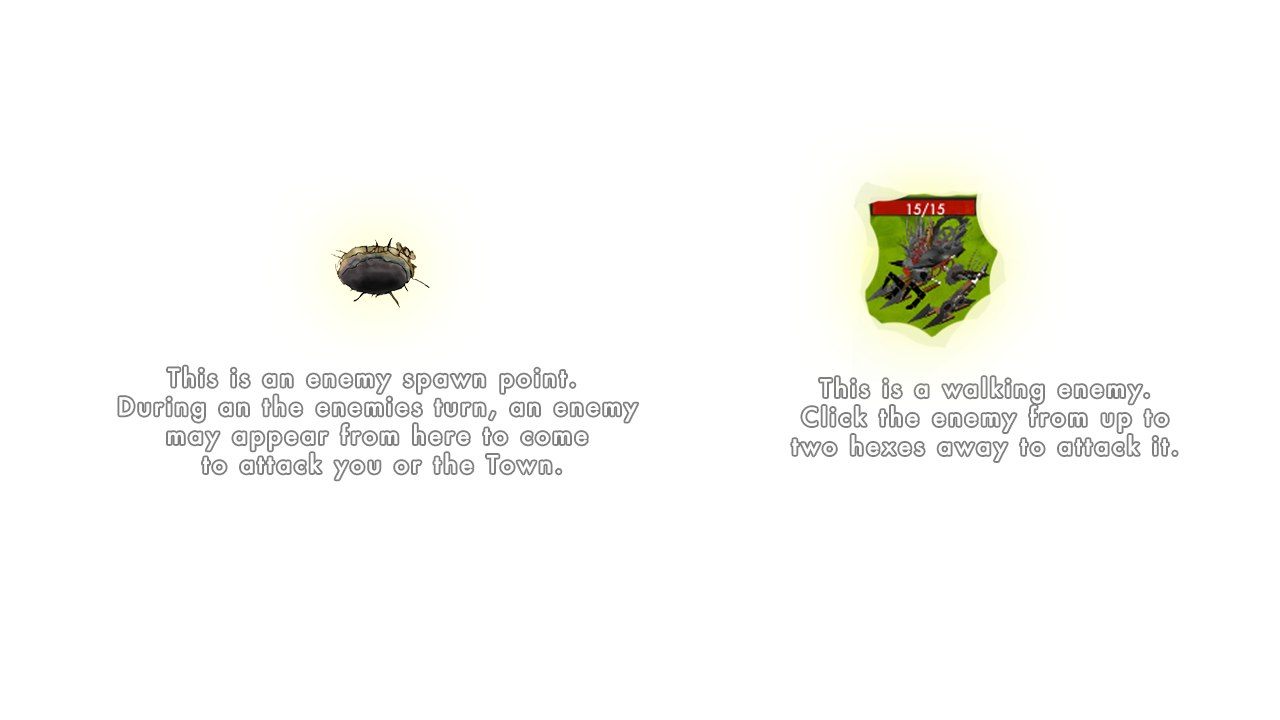 15/15
This is an enemy spawn point.
During an the enemies turn, an enemy
may appear from here to come
to attack you or the Town.
This is a walking enemy.
Click the enemy from up to
two hexes away to attack it.